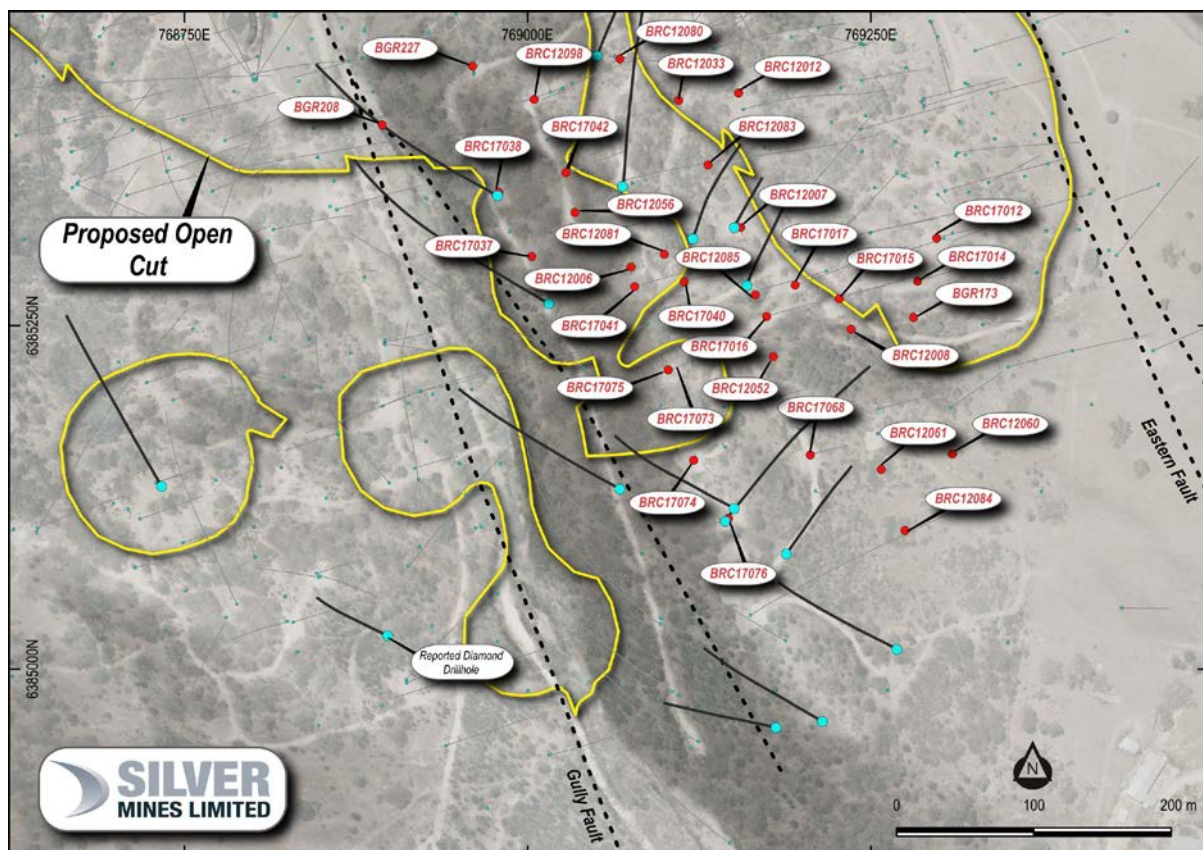 768750E
769000E
769250E
BGR227
BRC12098
BRC12080
BRC12033
BRC12012
BGR208
BRC17042
BRC17038
BRC12083
BRC12056
BRC12007
BRC17012
BRC17037
BRC12081
BRC12085
BRC17017
BRC17015
BRC17014
BRC12006
BGR173
Proposed Open
Cut
6385250N
BRC17041
BRC17040
BRC17016
BRC12008
BRC17075
BRC12052
BRC17073
BRC17068
BRC12061
BRC12060
Eastern Fault
BRC17074
BRC12084
BRC17076
Reported Diamond
Drillhole
6385000N
SILVER
MINES LIMITED
Gully Fault
N
0
100
200 m